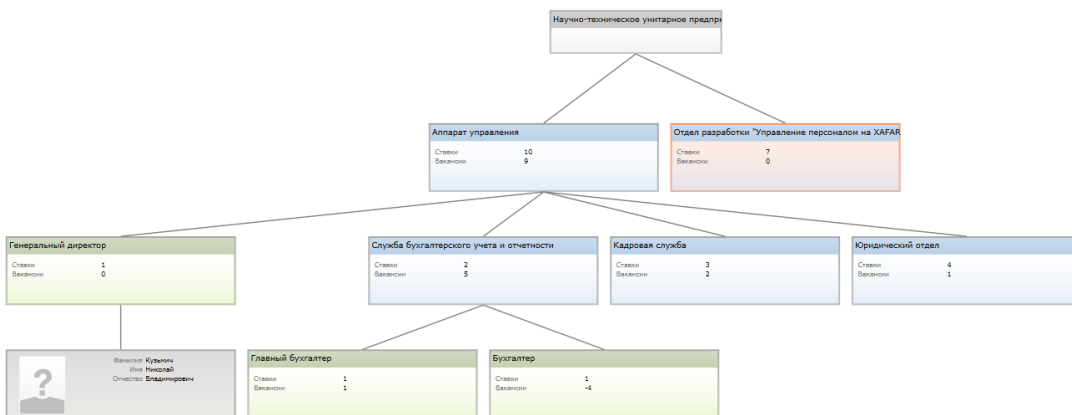 Научно-техническое унитарное предпри
Аппарат управления
Ставки 10
Вакансии 9
Отдел разработки "Управление персоналом на XAFAR
Ставки 7
Вакансии 0
Генеральный директор
Ставки 1
Вакансии 0
Служба бухгалтерского учета и отчетности
Ставки 2
Вакансии 5
Кадровая служба
Ставки 3
Вакансии 2
Юридический отдел
Ставки 4
Вакансии 1
Фамилия Кузьмич
Имя Николай
Отчество Владимирович
Главный бухгалтер
Ставки 1
Вакансии 1
Бухгалтер
Ставки 1
Вакансии -4